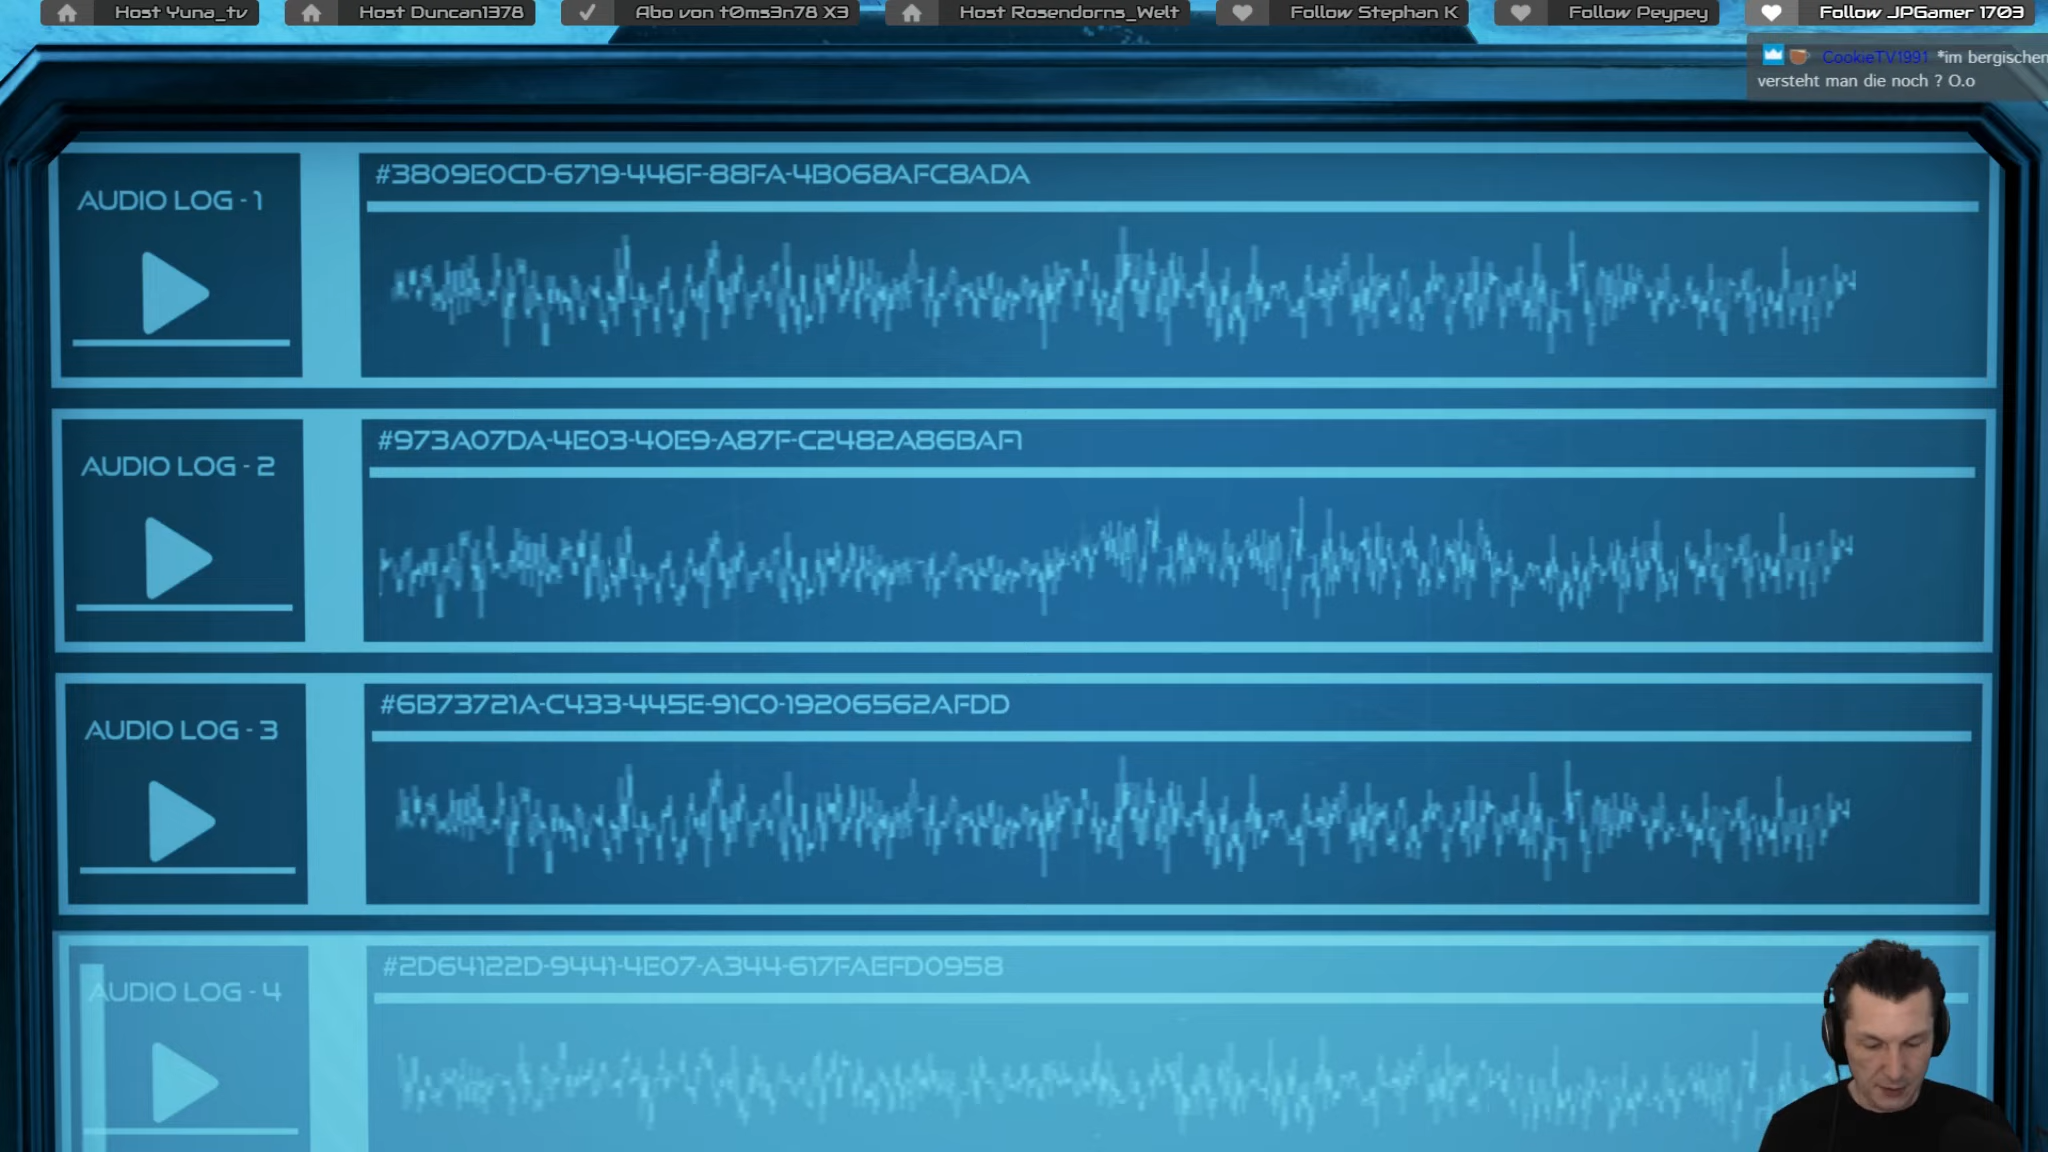 Host Yuna_tv
Host Duncan1378
Abo von t0ms3n78 X3
Host Rosendorns_Welt
Follow Stephan K
Follow Peypey
Follow JPGamer 1703
CookieTV1991 *im bergischen
versteht man die noch ? O.o
AUDIO LOG - 1
#3809E0CD-6719-446F-88FA-4B068AFC8ADA
AUDIO LOG - 2
#973A07DA-4E03-40E9-A87F-C2482A86BAF1
AUDIO LOG - 3
#6B73721A-C433-445E-91C0-19206562AFDD
AUDIO LOG - 4
#2D64122D-9441-4E07-A344-617FAEFD0958